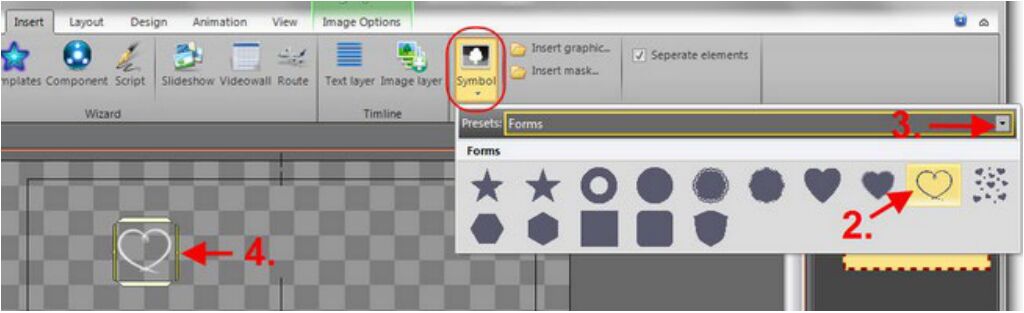 Insert Layout Design Animation View Image Options
mplates Component Script Slideshow Videowall Route Text layer Image layer Symbol Insert graphic... Seperate elements
Insert mask...
Wizard Timline
Presets: Forms 3.
Forms
2.
4.